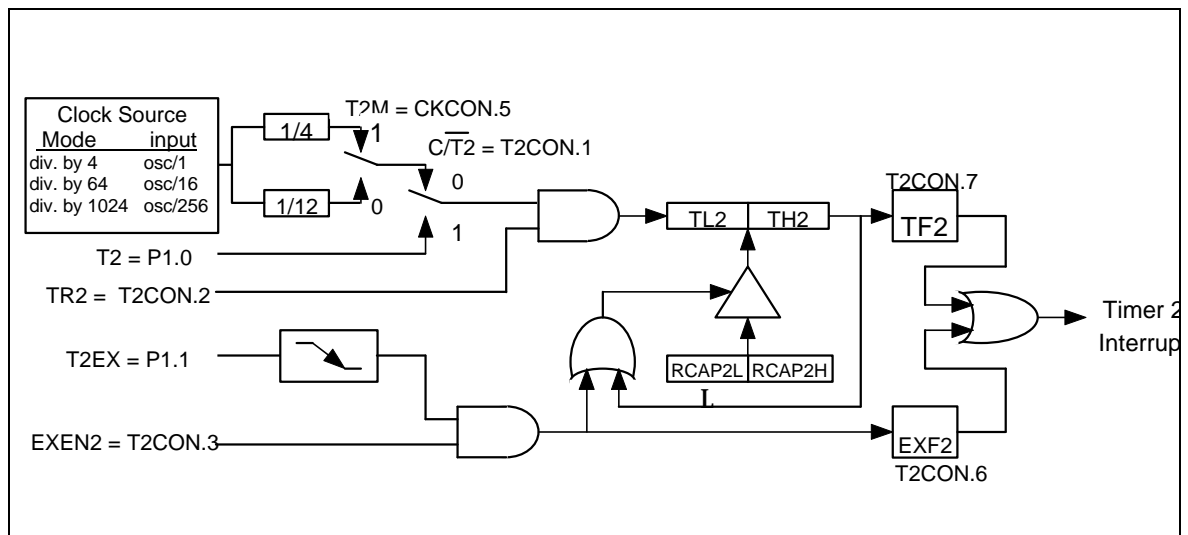 Clock Source
Mode input
div. by 4 osc/1
div. by 64 osc/16
div. by 1024 osc/256
1/4
1/12
T2M = CKCON.5
1
0
C/T2 = T2CON.1
0
1
T2 = P1.0
TR2 = T2CON.2
T2EX = P1.1
EXEN2 = T2CON.3
TL2
TH2
RCAP2L
RCAP2H
L
T2CON.7
TF2
EXF2
T2CON.6
Timer 2
Interrup